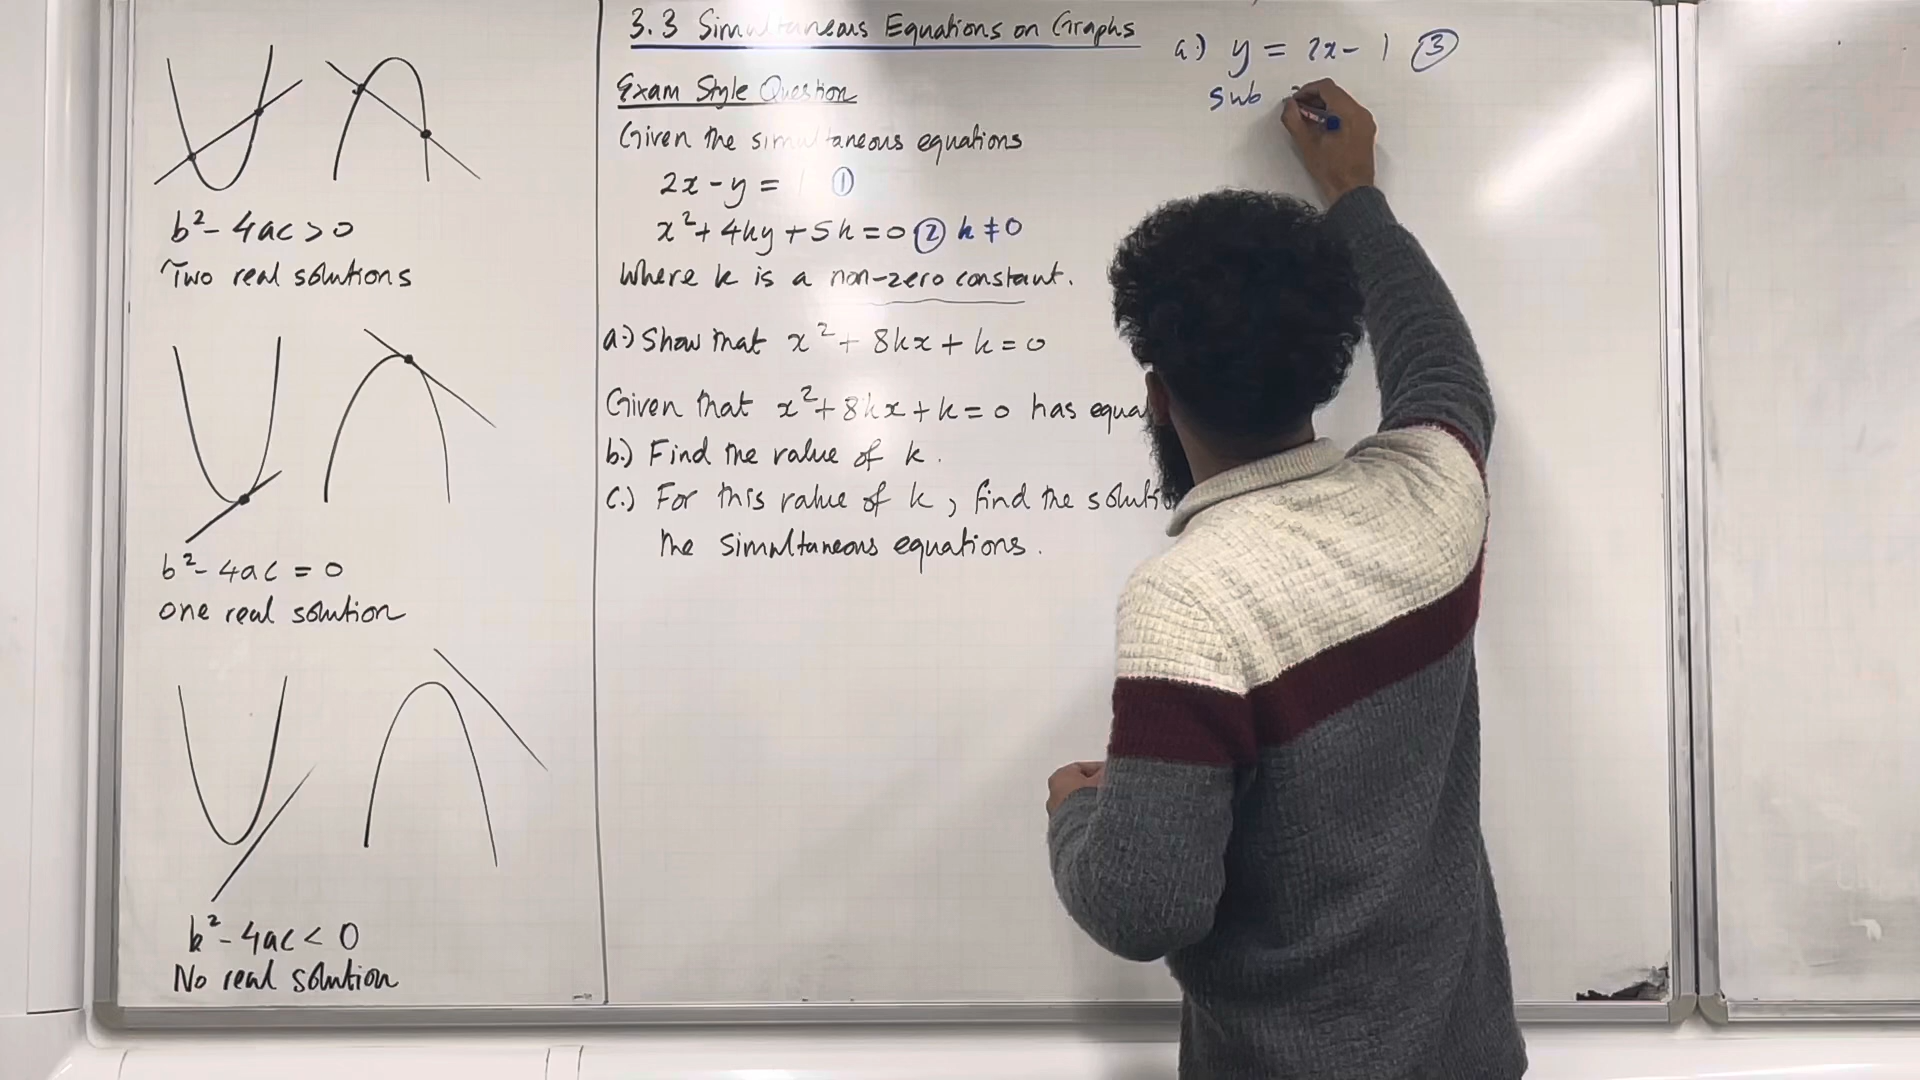 b²- 4ac > 0
Two real solutions
b²- 4ac = 0
one real solution
b²- 4ac < 0
No real solution
3.3 Simultaneous Equations on Graphs
Exam Style Question
Given the simultaneous equations
2x - y = 1 ①
x² + 4ky + 5k = 0 ② k ≠ 0
Where k is a non-zero constant.
a.) Show that x² + 8kx + k = 0
Given that x² + 8kx + k = 0 has equa
b.) Find the value of k.
c.) For this value of k, find the soluti
the simultaneous equations.
a.) y = 2x - 1 ③
sub